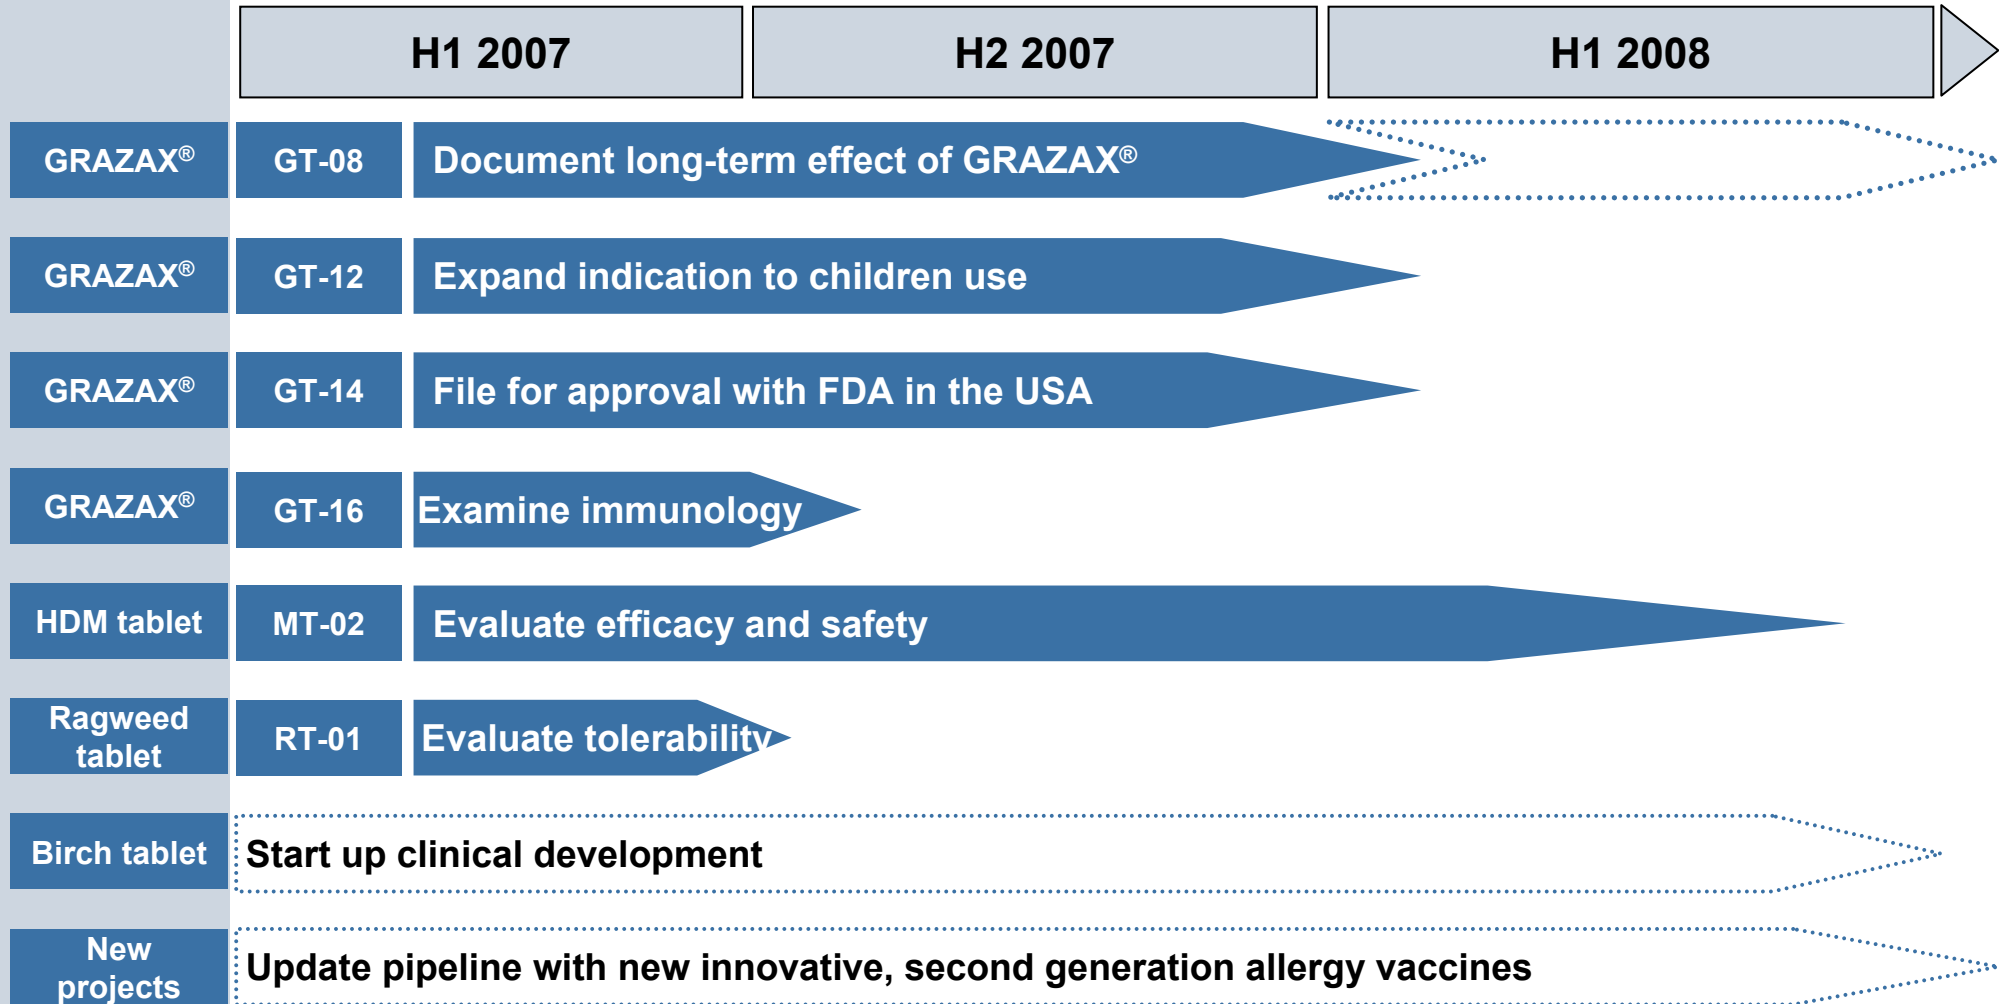 H1 2007
H2 2007
H1 2008
GRAZAX®
GT-08
Document long-term effect of GRAZAX®
GRAZAX®
GT-12
Expand indication to children use
GRAZAX®
GT-14
File for approval with FDA in the USA
GRAZAX®
GT-16
Examine immunology
HDM tablet
MT-02
Evaluate efficacy and safety
Ragweed
tablet
RT-01
Evaluate tolerability
Birch tablet
Start up clinical development
New
projects
Update pipeline with new innovative, second generation allergy vaccines